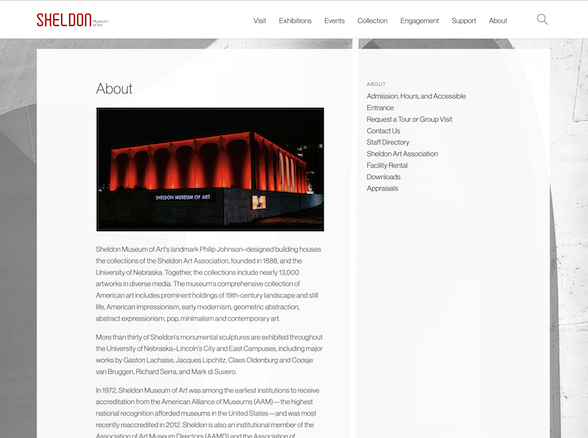 SHELDON Museum of Art
Visit Exhibitions Events Collection Engagement Support About
About
SHELDON MUSEUM OF ART
Sheldon Museum of Art's landmark Philip Johnson–designed building houses
the collections of the Sheldon Art Association, founded in 1888, and the
University of Nebraska. Together, the collections include nearly 13,000
artworks in diverse media. The museum's comprehensive collection of
American art includes prominent holdings of 19th-century landscape and still
life, American impressionism, early modernism, geometric abstraction,
abstract expressionism, pop, minimalism and contemporary art.
More than thirty of Sheldon's monumental sculptures are exhibited throughout
the University of Nebraska–Lincoln's City and East Campuses, including major
works by Gaston Lachaise, Jacques Lipchitz, Claes Oldenburg and Coosje
van Bruggen, Richard Serra, and Mark di Suvero.
In 1972, Sheldon Museum of Art was among the earliest institutions to receive
accreditation from the American Alliance of Museums (AAM)—the highest
national recognition afforded museums in the United States—and was most
recently reaccredited in 2012. Sheldon is also an institutional member of the
Association of Art Museum Directors (AAMD) and the Association of
ABOUT
Admission, Hours, and Accessible
Entrance
Request a Tour or Group Visit
Contact Us
Staff Directory
Sheldon Art Association
Facility Rental
Downloads
Appraisals